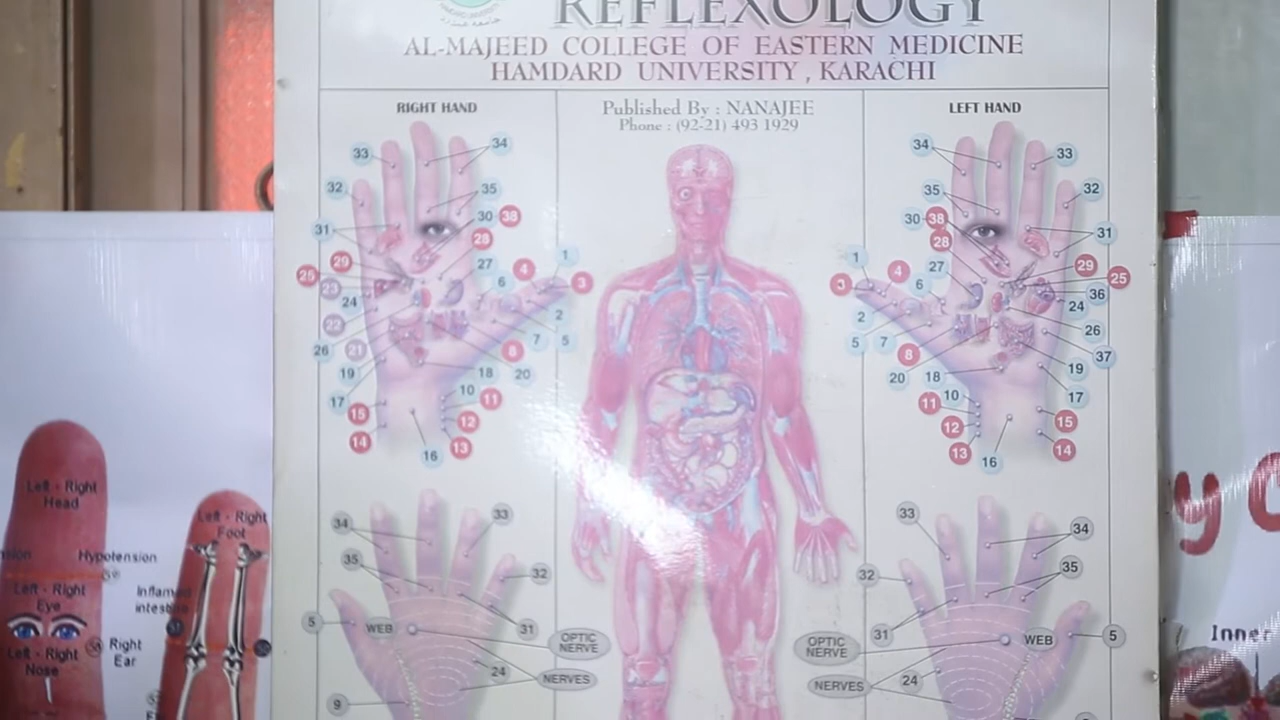 HAMDARD UNIVERSITY
REFLEXOLOGY
AL-MAJEED COLLEGE OF EASTERN MEDICINE
HAMDARD UNIVERSITY, KARACHI
RIGHT HAND
Published By : NANAJEE
Phone : (92-21) 493 1929
LEFT HAND
33
34
32
35
30
38
31
28
29
27
25
4
1
23
6
3
24
2
22
7
5
26
21
8
19
18
20
17
10
11
15
12
14
13
16
34
33
35
32
30
38
28
31
1
27
29
4
25
3
6
36
2
24
5
7
26
8
37
20
18
19
11
10
17
12
15
13
14
16
34
33
35
32
5
WEB
31
OPTIC
NERVE
24
NERVES
9
33
34
35
32
31
WEB
5
OPTIC
NERVE
24
NERVES
Left - Right
Head
Hypotension
Left - Right
Eye
Left - Right
Nose
Right
Ear
Left - Right
Foot
Inflamed
intestine
y
Inner